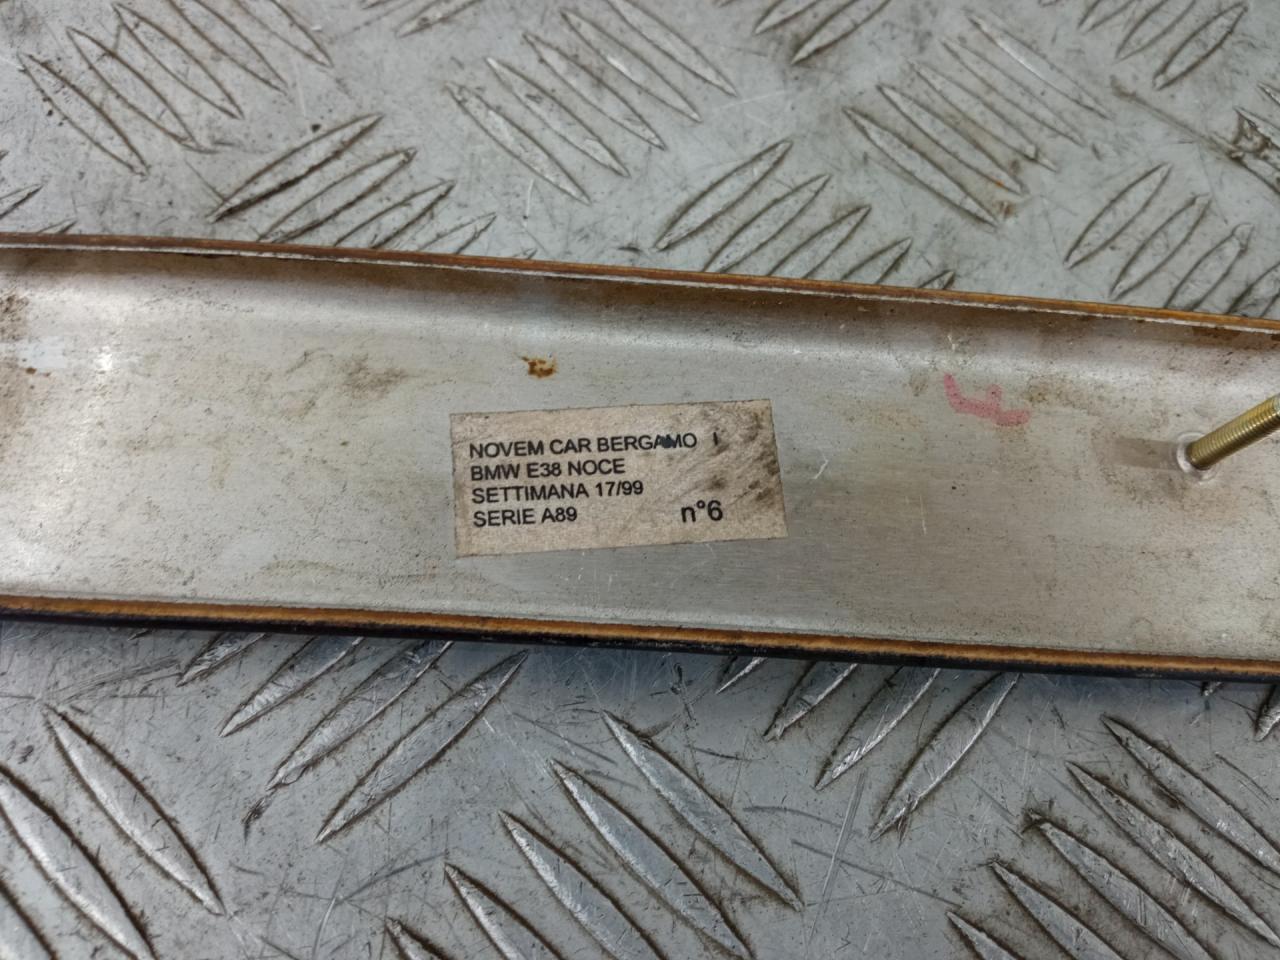 NOVEM CAR BERGAMO I
BMW E38 NOCE
SETTIMANA 17/99
SERIE A89 n°6